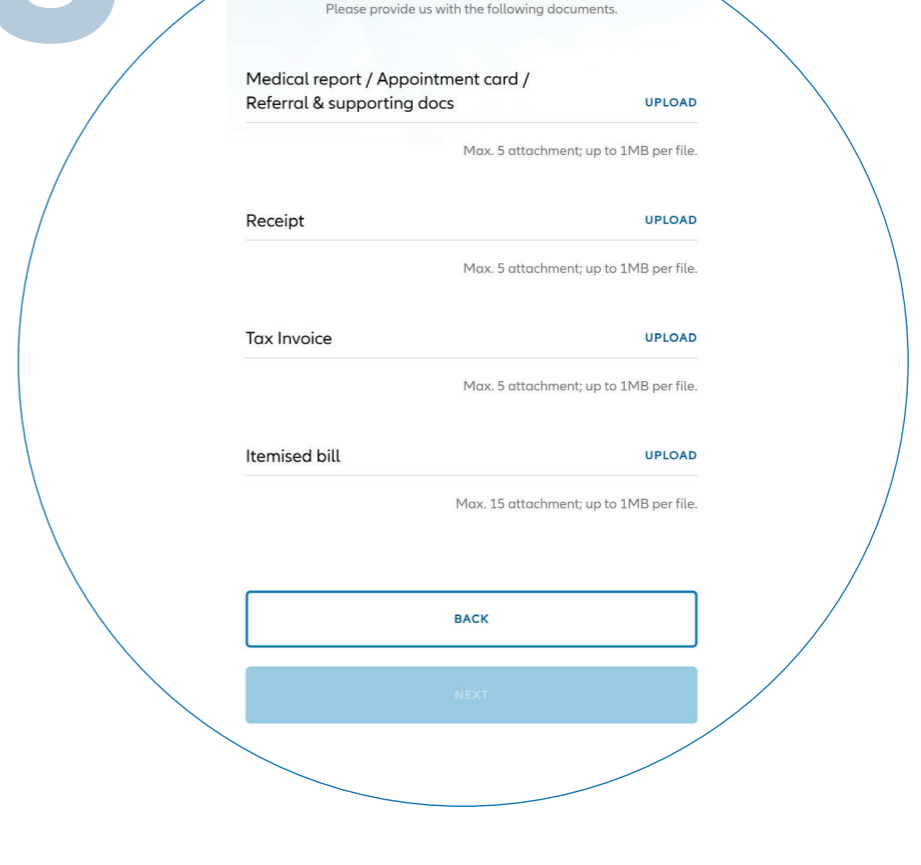 Please provide us with the following documents.
Medical report / Appointment card /
Referral & supporting docs
UPLOAD
Max. 5 attachment; up to 1MB per file.
Receipt
UPLOAD
Max. 5 attachment; up to 1MB per file.
Tax Invoice
UPLOAD
Max. 5 attachment; up to 1MB per file.
Itemised bill
UPLOAD
Max. 15 attachment; up to 1MB per file.
BACK
NEXT